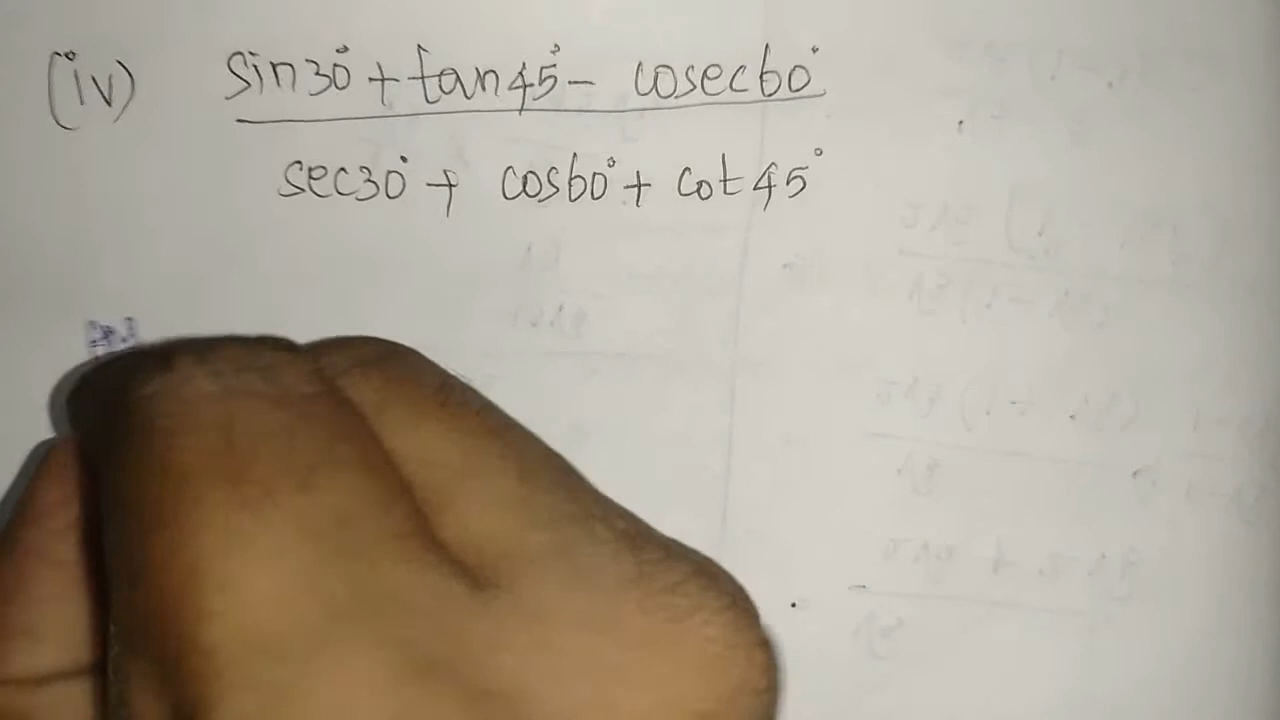 (iv) sin30° + tan45° - cosec60°
sec30° + cos60° + cot45°